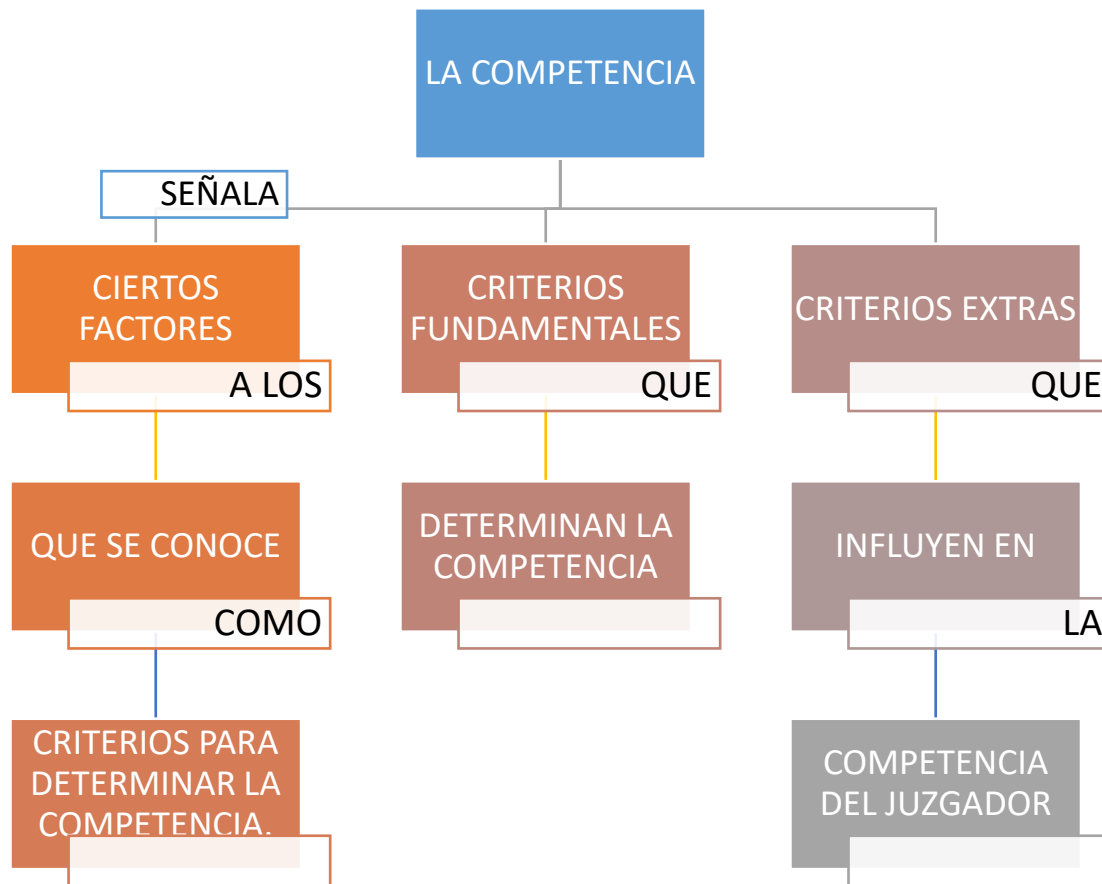 LA COMPETENCIA
SEÑALA
CIERTOS
FACTORES
A LOS
CRITERIOS
FUNDAMENTALES
QUE
CRITERIOS EXTRAS
QUE
QUE SE CONOCE
COMO
DETERMINAN LA
COMPETENCIA
INFLUYEN EN
LA
CRITERIOS PARA
DETERMINAR LA
COMPETENCIA.
COMPETENCIA
DEL JUZGADOR